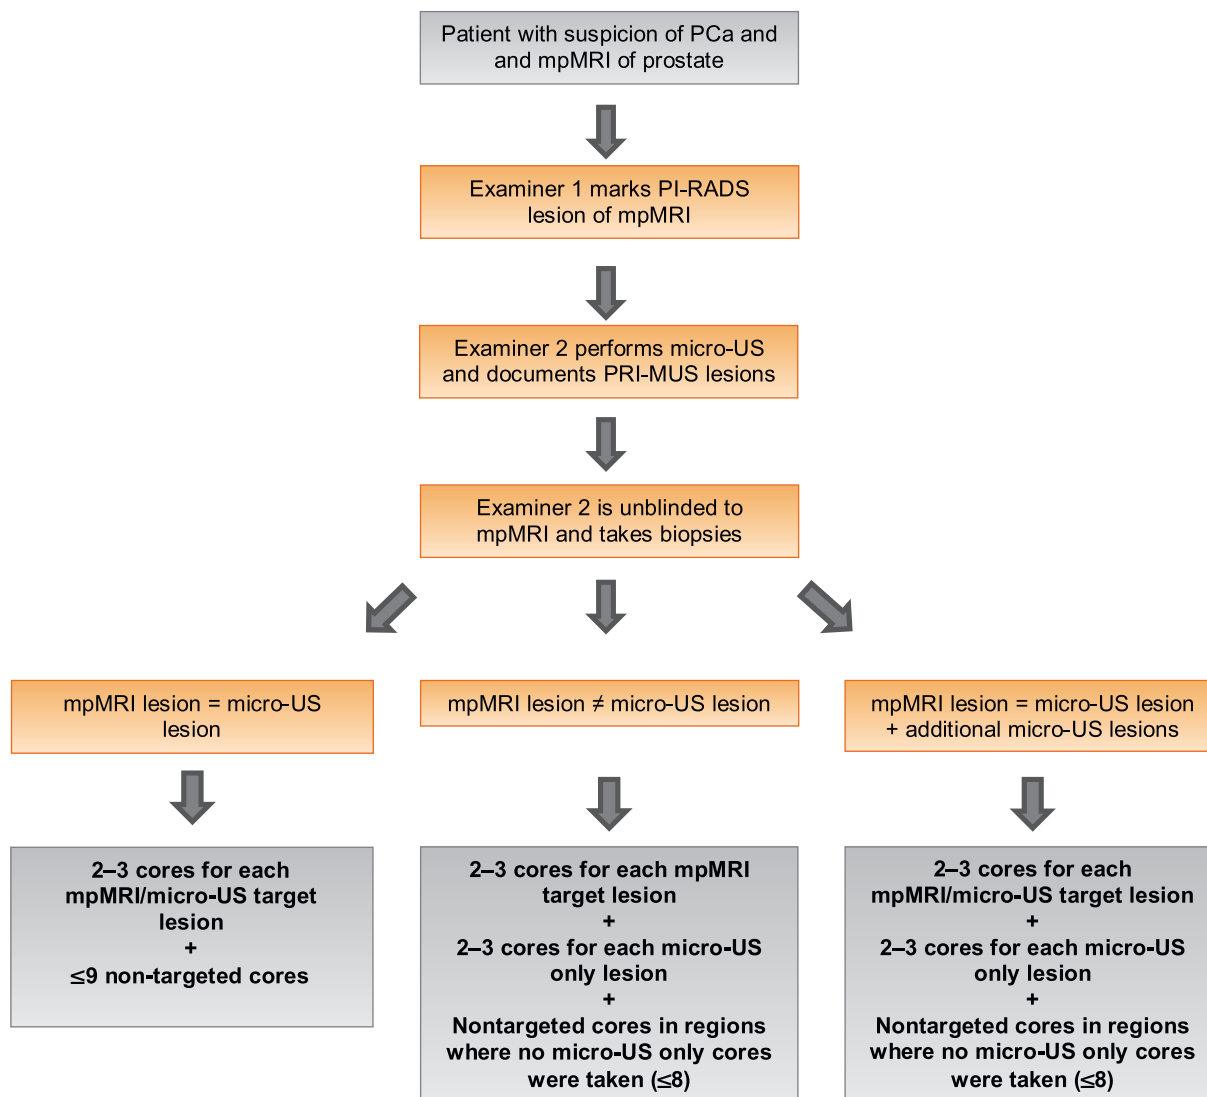 Patient with suspicion of PCa and
and mpMRI of prostate
Examiner 1 marks PI-RADS
lesion of mpMRI
Examiner 2 performs micro-US
and documents PRI-MUS lesions
Examiner 2 is unblinded to
mpMRI and takes biopsies
mpMRI lesion = micro-US
lesion
mpMRI lesion ≠ micro-US lesion
mpMRI lesion = micro-US lesion
+ additional micro-US lesions
2–3 cores for each
mpMRI/micro-US target
lesion
+
≤9 non-targeted cores
2–3 cores for each mpMRI
target lesion
+
2–3 cores for each micro-US
only lesion
+
Nontargeted cores in regions
where no micro-US only cores
were taken (≤8)
2–3 cores for each
mpMRI/micro-US target lesion
+
2–3 cores for each micro-US
only lesion
+
Nontargeted cores in regions
where no micro-US only cores
were taken (≤8)